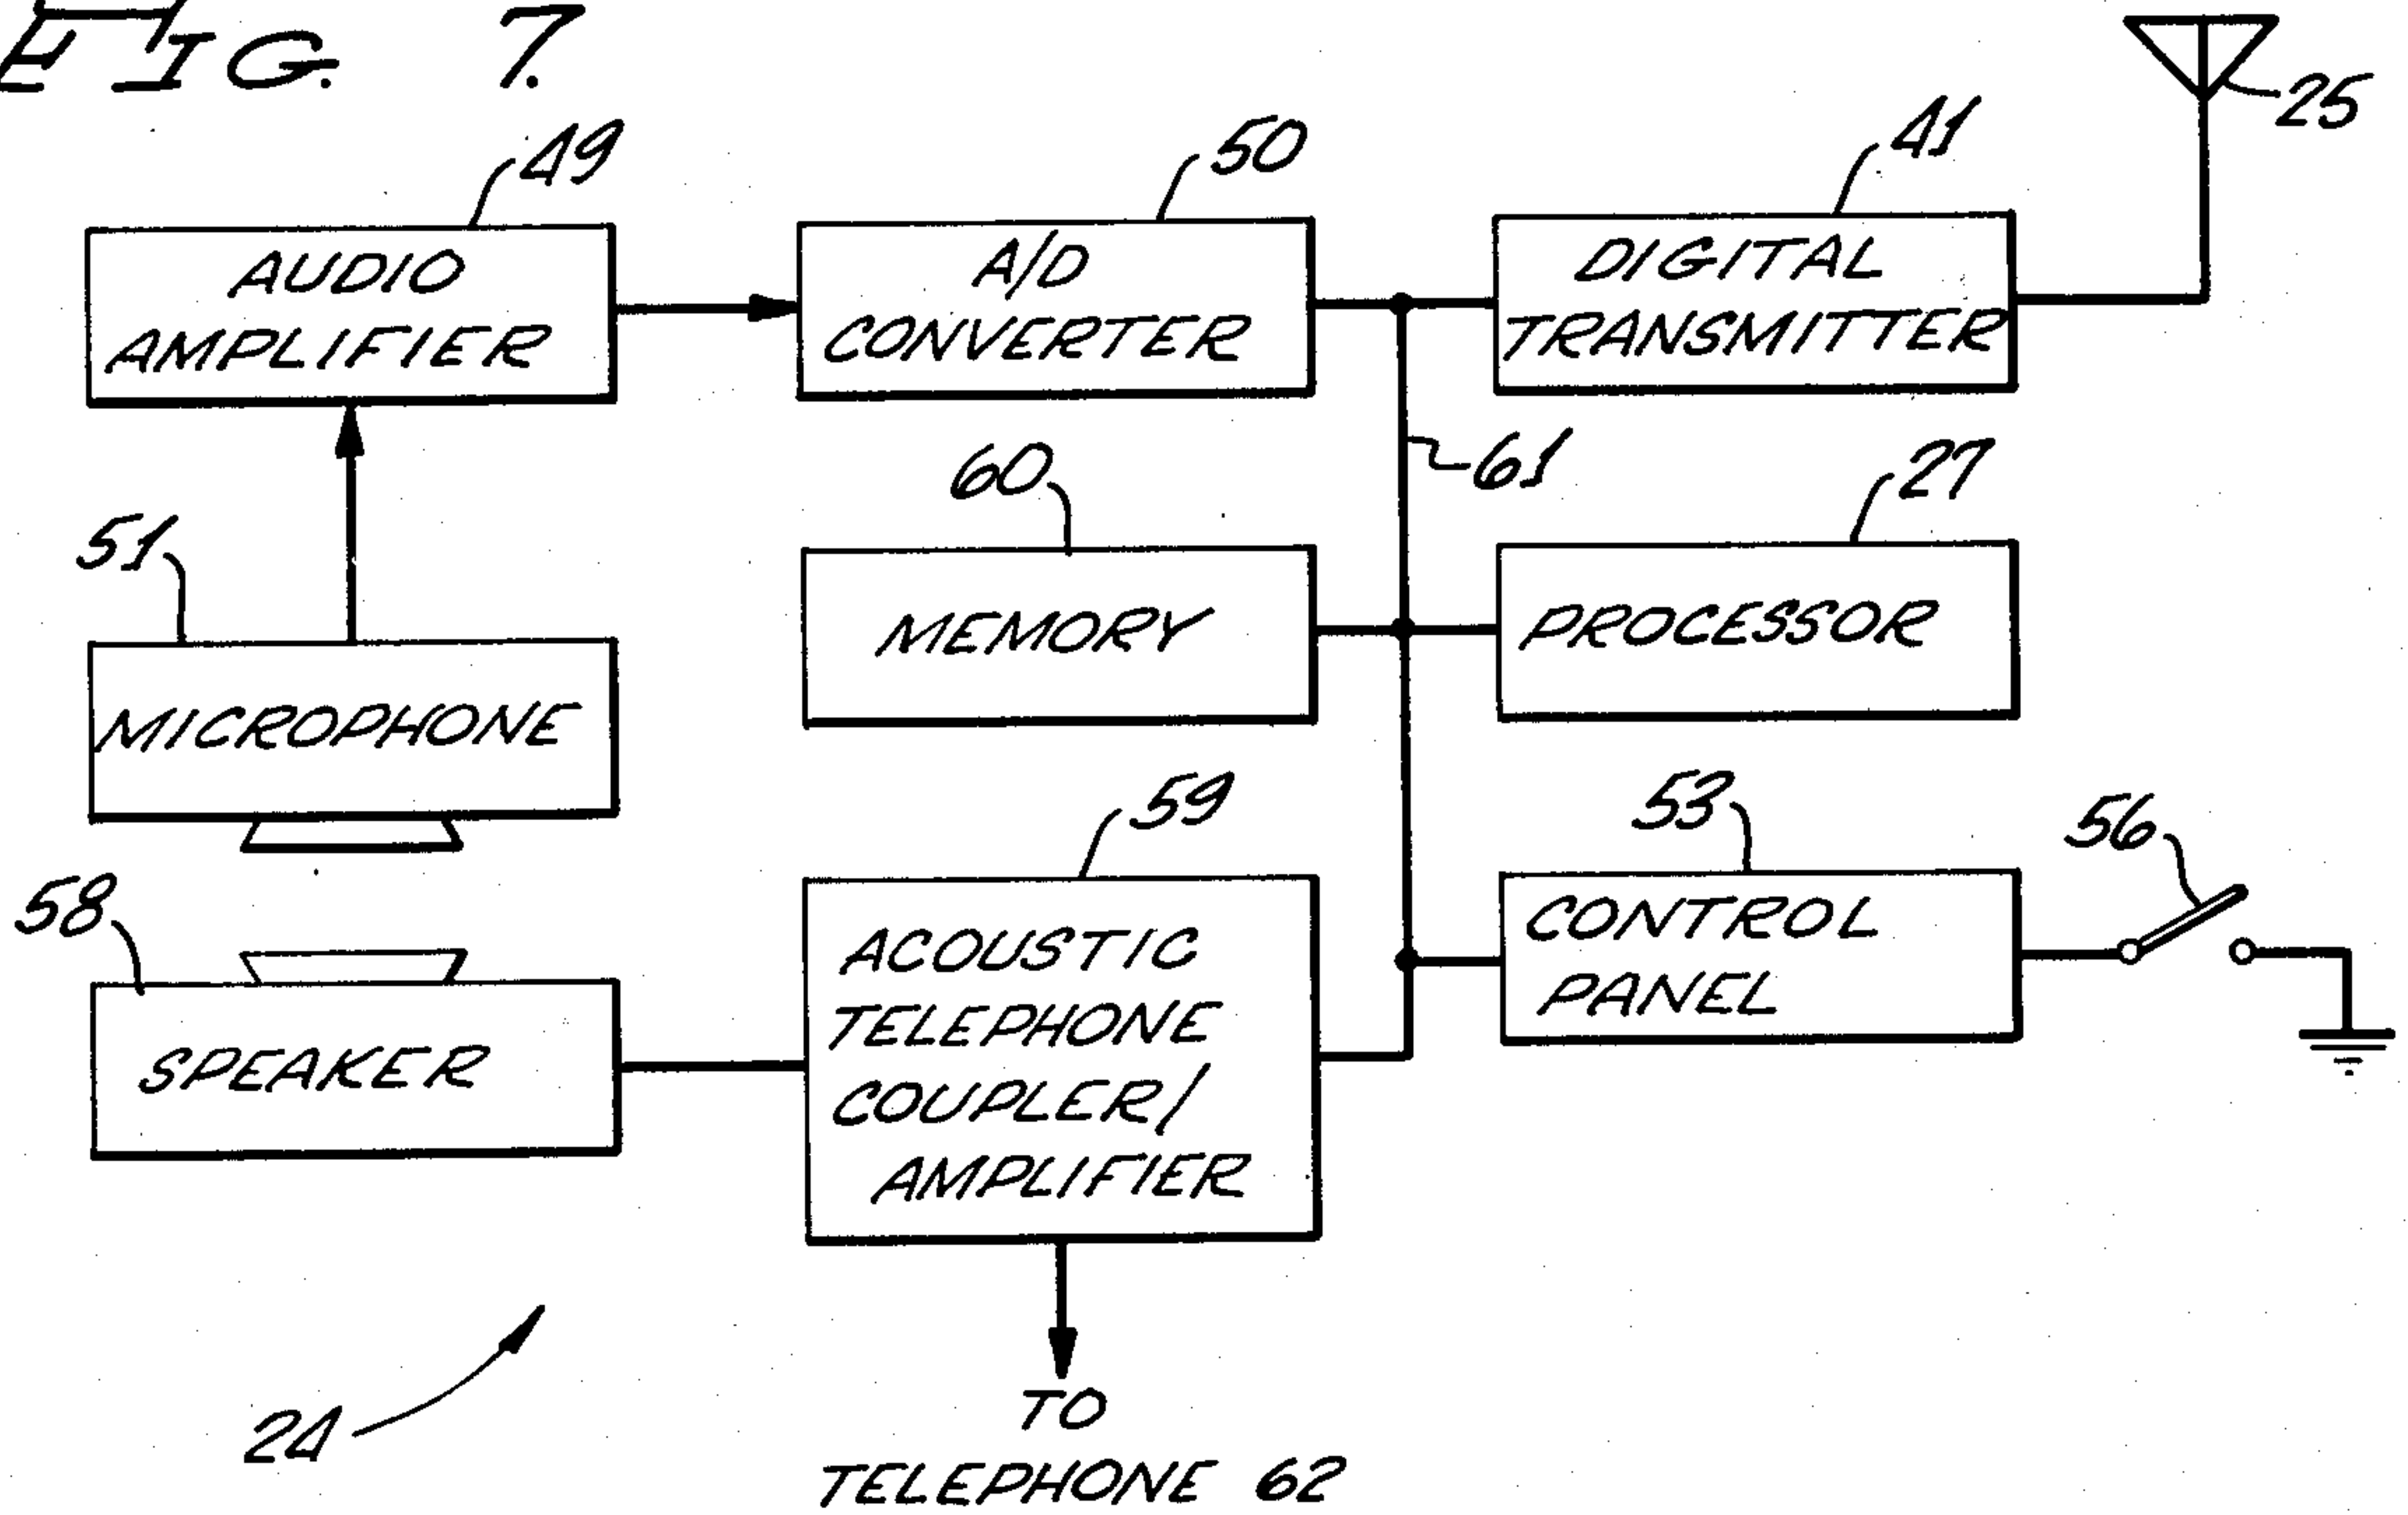 FIG. 7.
49
50
41
25
AUDIO
AMPLIFIER
A/D
CONVERTER
DIGITAL
TRANSMITTER
60
61
27
51
MEMORY
PROCESSOR
MICROPHONE
59
53
56
58
CONTROL
PANEL
ACOUSTIC
TELEPHONE
COUPLER/
AMPLIFIER
SPEAKER
24
TO
TELEPHONE 62